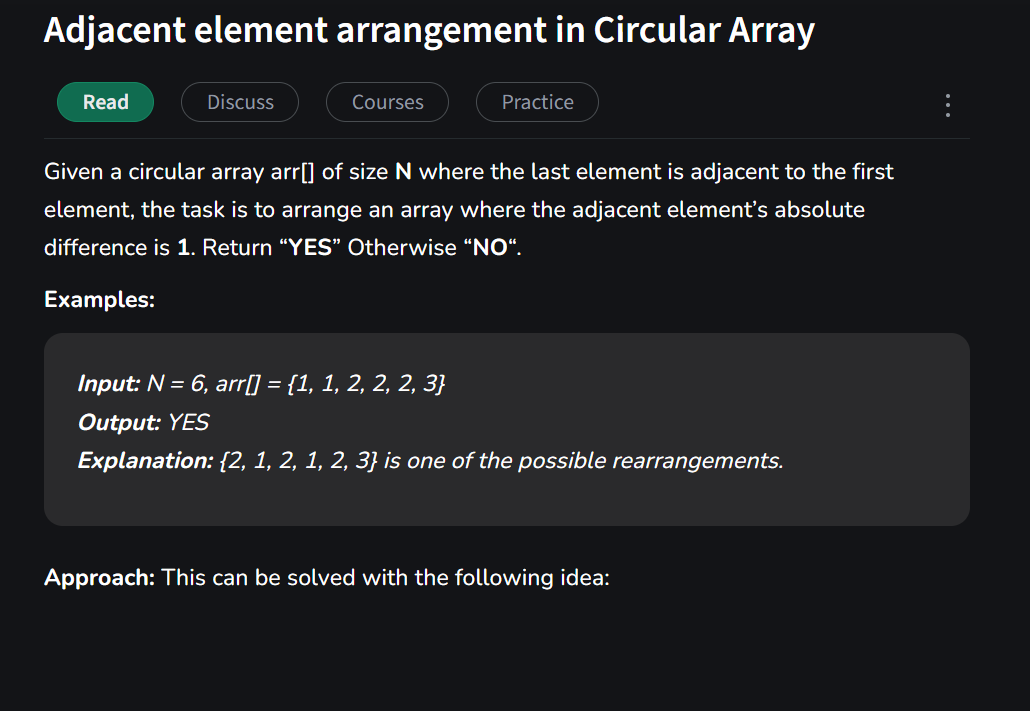 Adjacent element arrangement in Circular Array
Read Discuss Courses Practice
Given a circular array arr[] of size N where the last element is adjacent to the first
element, the task is to arrange an array where the adjacent element’s absolute
difference is 1. Return “YES” Otherwise “NO“.
Examples:
Input: N = 6, arr[] = {1, 1, 2, 2, 2, 3}
Output: YES
Explanation: {2, 1, 2, 1, 2, 3} is one of the possible rearrangements.
Approach: This can be solved with the following idea: